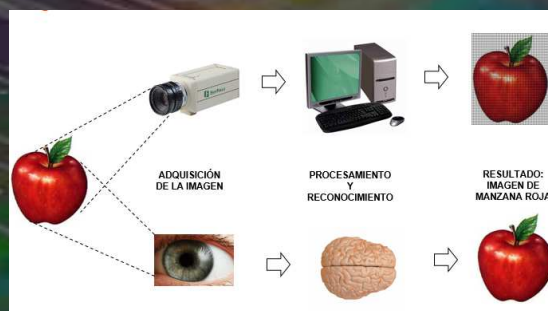 ADQUISICIÓN
DE LA IMAGEN
PROCESAMIENTO
Y
RECONOCIMIENTO
RESULTADO:
IMAGEN DE
MANZANA ROJA